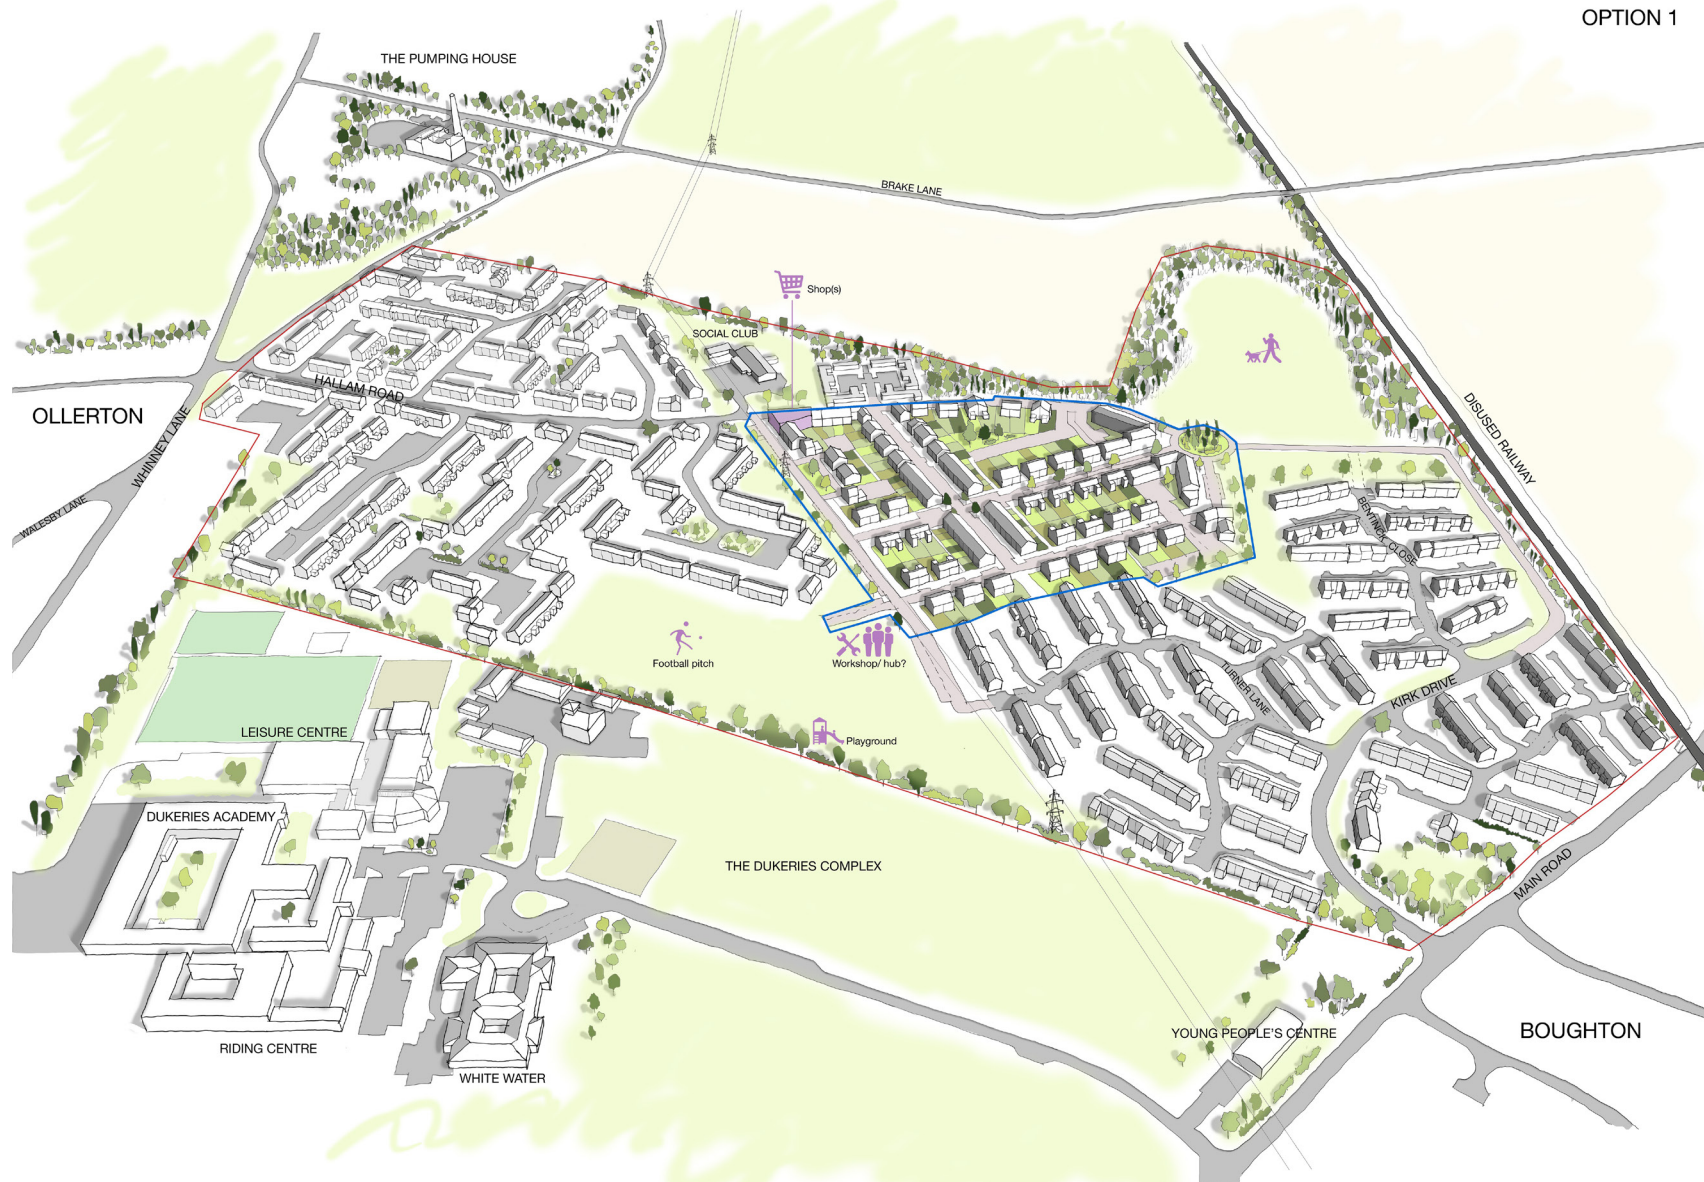 OPTION 1
THE PUMPING HOUSE
BRAKE LANE
Shop(s)
SOCIAL CLUB
HALLAM ROAD
OLLERTON
WHINNEY LANE
DISUSED RAILWAY
WALESBY LANE
BENTINCK CLOSE
Football pitch
Workshop/ hub?
TURNER LANE
KIRK DRIVE
LEISURE CENTRE
Playground
DUKERIES ACADEMY
THE DUKERIES COMPLEX
MAIN ROAD
YOUNG PEOPLE'S CENTRE
BOUGHTON
RIDING CENTRE
WHITE WATER